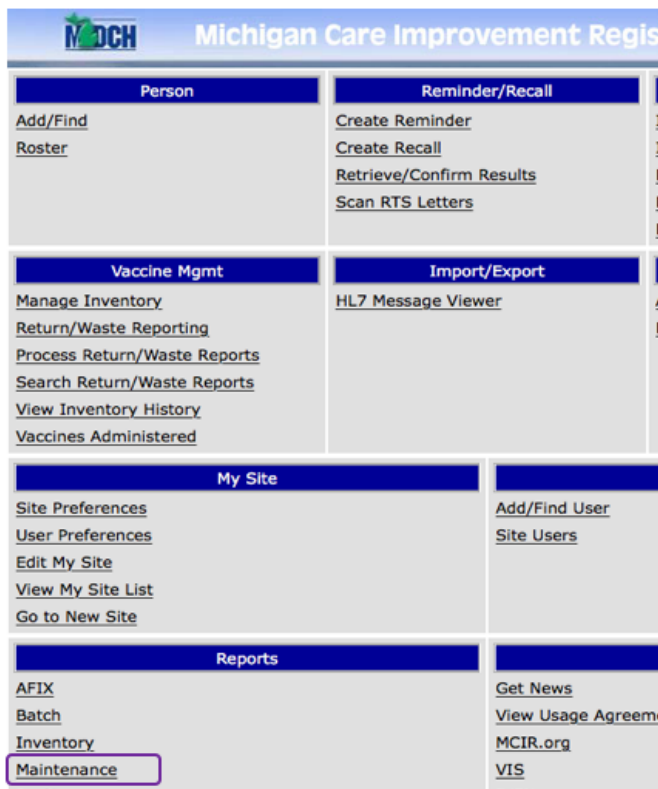 MDCH Michigan Care Improvement Regis
Person
Add/Find
Roster
Reminder/Recall
Create Reminder
Create Recall
Retrieve/Confirm Results
Scan RTS Letters
Vaccine Mgmt
Manage Inventory
Return/Waste Reporting
Process Return/Waste Reports
Search Return/Waste Reports
View Inventory History
Vaccines Administered
Import/Export
HL7 Message Viewer
My Site
Site Preferences
User Preferences
Edit My Site
View My Site List
Go to New Site
Add/Find User
Site Users
Reports
AFIX
Batch
Inventory
Maintenance
Get News
View Usage Agreem
MCIR.org
VIS